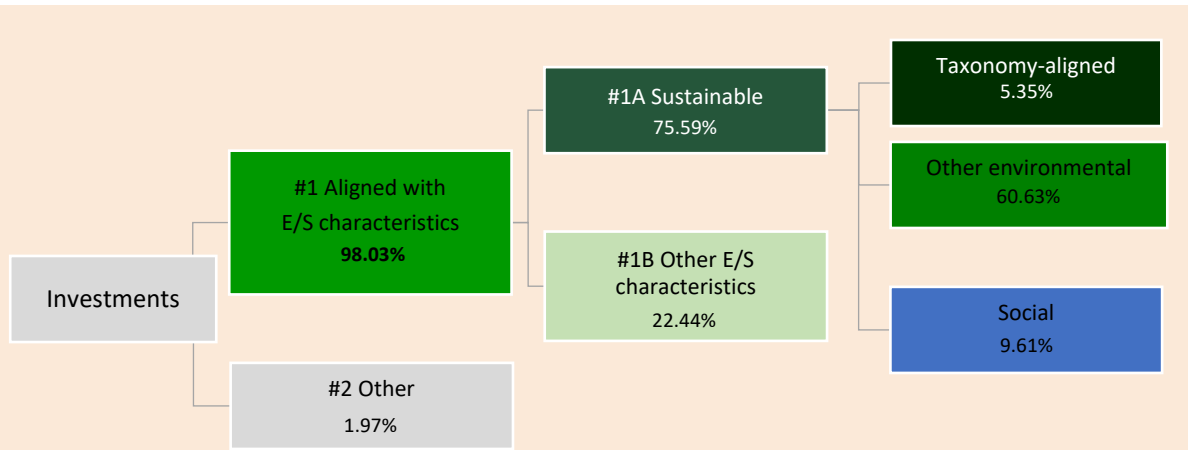 Investments
#1 Aligned with
E/S characteristics
98.03%
#2 Other
1.97%
#1A Sustainable
75.59%
#1B Other E/S
characteristics
22.44%
Taxonomy-aligned
5.35%
Other environmental
60.63%
Social
9.61%